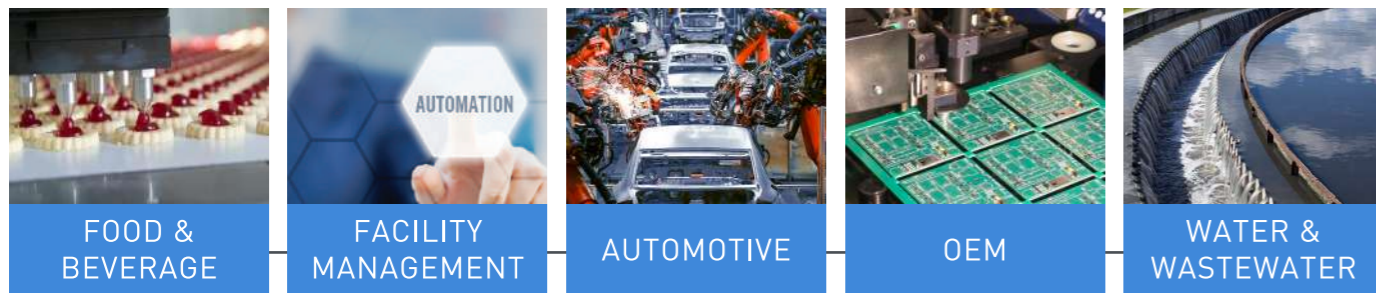 AUTOMATION
FOOD &
BEVERAGE
FACILITY
MANAGEMENT
AUTOMOTIVE
OEM
WATER &
WASTEWATER